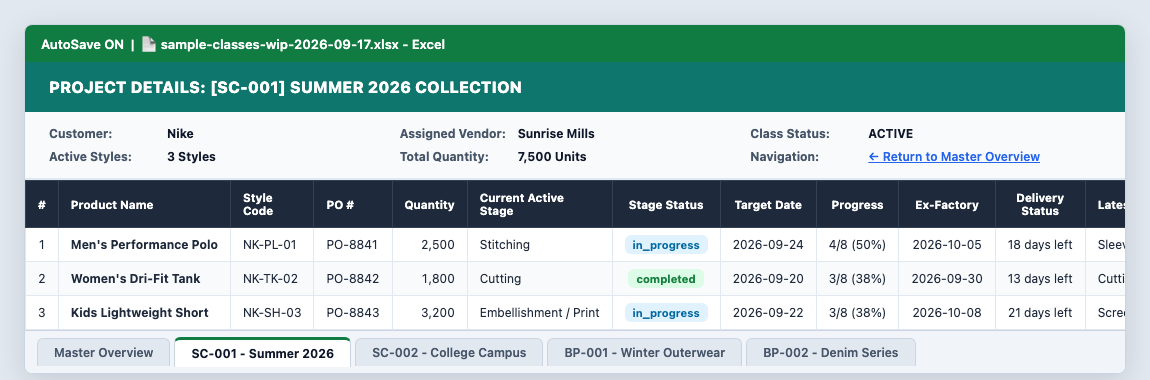 AutoSave ON | sample-classes-wip-2026-09-17.xlsx - Excel
PROJECT DETAILS: [SC-001] SUMMER 2026 COLLECTION
Customer: Nike Assigned Vendor: Sunrise Mills Class Status: ACTIVE
Active Styles: 3 Styles Total Quantity: 7,500 Units Navigation: ← Return to Master Overview
# Product Name Style Code PO # Quantity Current Active Stage Stage Status Target Date Progress Ex-Factory Delivery Status
1 Men's Performance Polo NK-PL-01 PO-8841 2,500 Stitching in_progress 2026-09-24 4/8 (50%) 2026-10-05 18 days left
2 Women's Dri-Fit Tank NK-TK-02 PO-8842 1,800 Cutting completed 2026-09-20 3/8 (38%) 2026-09-30 13 days left
3 Kids Lightweight Short NK-SH-03 PO-8843 3,200 Embellishment / Print in_progress 2026-09-22 3/8 (38%) 2026-10-08 21 days left
Master Overview SC-001 - Summer 2026 SC-002 - College Campus BP-001 - Winter Outerwear BP-002 - Denim Series